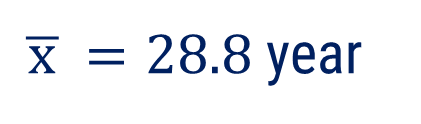 x̅ = 28.8 year